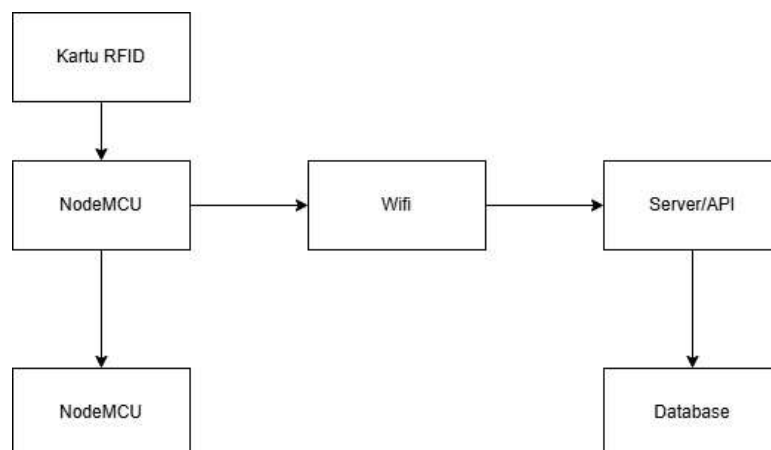 Kartu RFID
NodeMCU
Wifi
Server/API
NodeMCU
Database